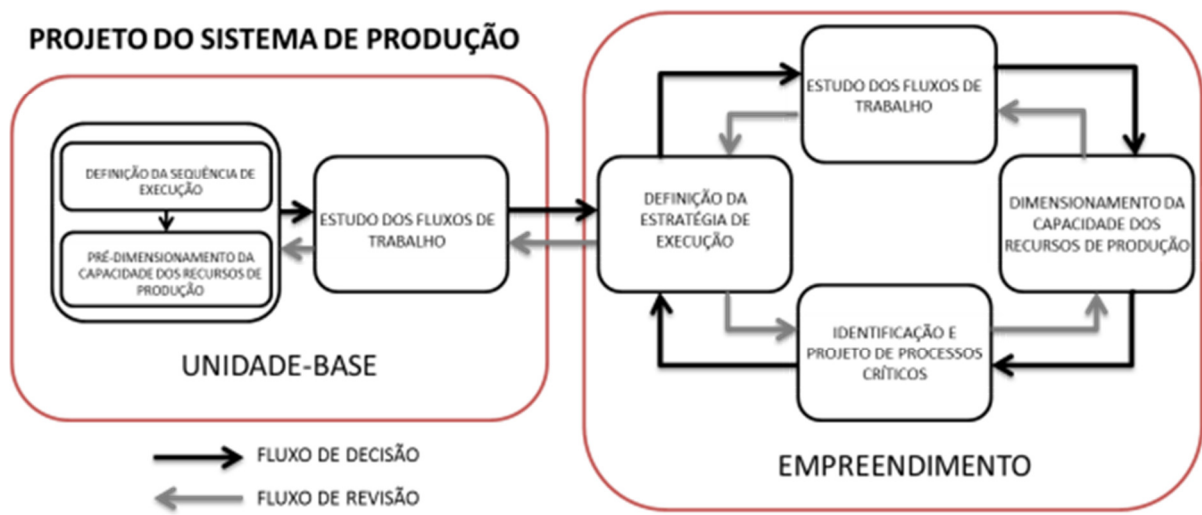 PROJETO DO SISTEMA DE PRODUÇÃO
DEFINIÇÃO DA SEQUÊNCIA DE
EXECUÇÃO
PRÉ-DIMENSIONAMENTO DA
CAPACIDADE DOS RECURSOS DE
PRODUÇÃO
ESTUDO DOS FLUXOS DE
TRABALHO
UNIDADE-BASE
DEFINIÇÃO DA
ESTRATÉGIA DE
EXECUÇÃO
ESTUDO DOS FLUXOS DE
TRABALHO
DIMENSIONAMENTO DA
CAPACIDADE DOS
RECURSOS DE PRODUÇÃO
IDENTIFICAÇÃO E
PROJETO DE PROCESSOS
CRÍTICOS
EMPREENDIMENTO
FLUXO DE DECISÃO
FLUXO DE REVISÃO